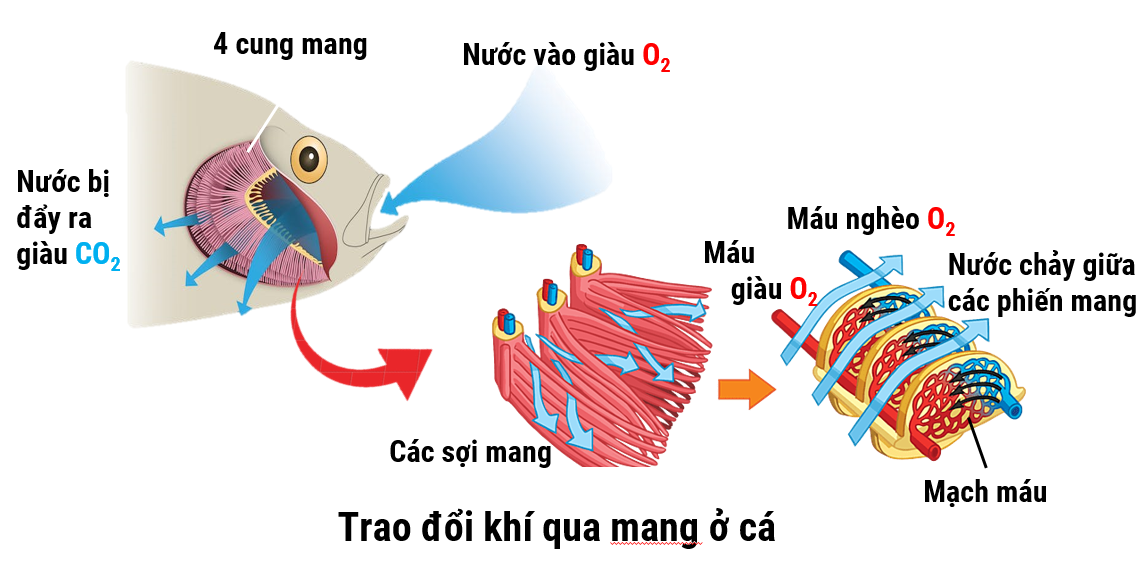 4 cung mang
Nước vào giàu O₂
Nước bị
đẩy ra
giàu CO₂
Máu nghèo O₂
Máu
giàu O₂
Nước chảy giữa
các phiến mang
Các sợi mang
Mạch máu
Trao đổi khí qua mang ở cá